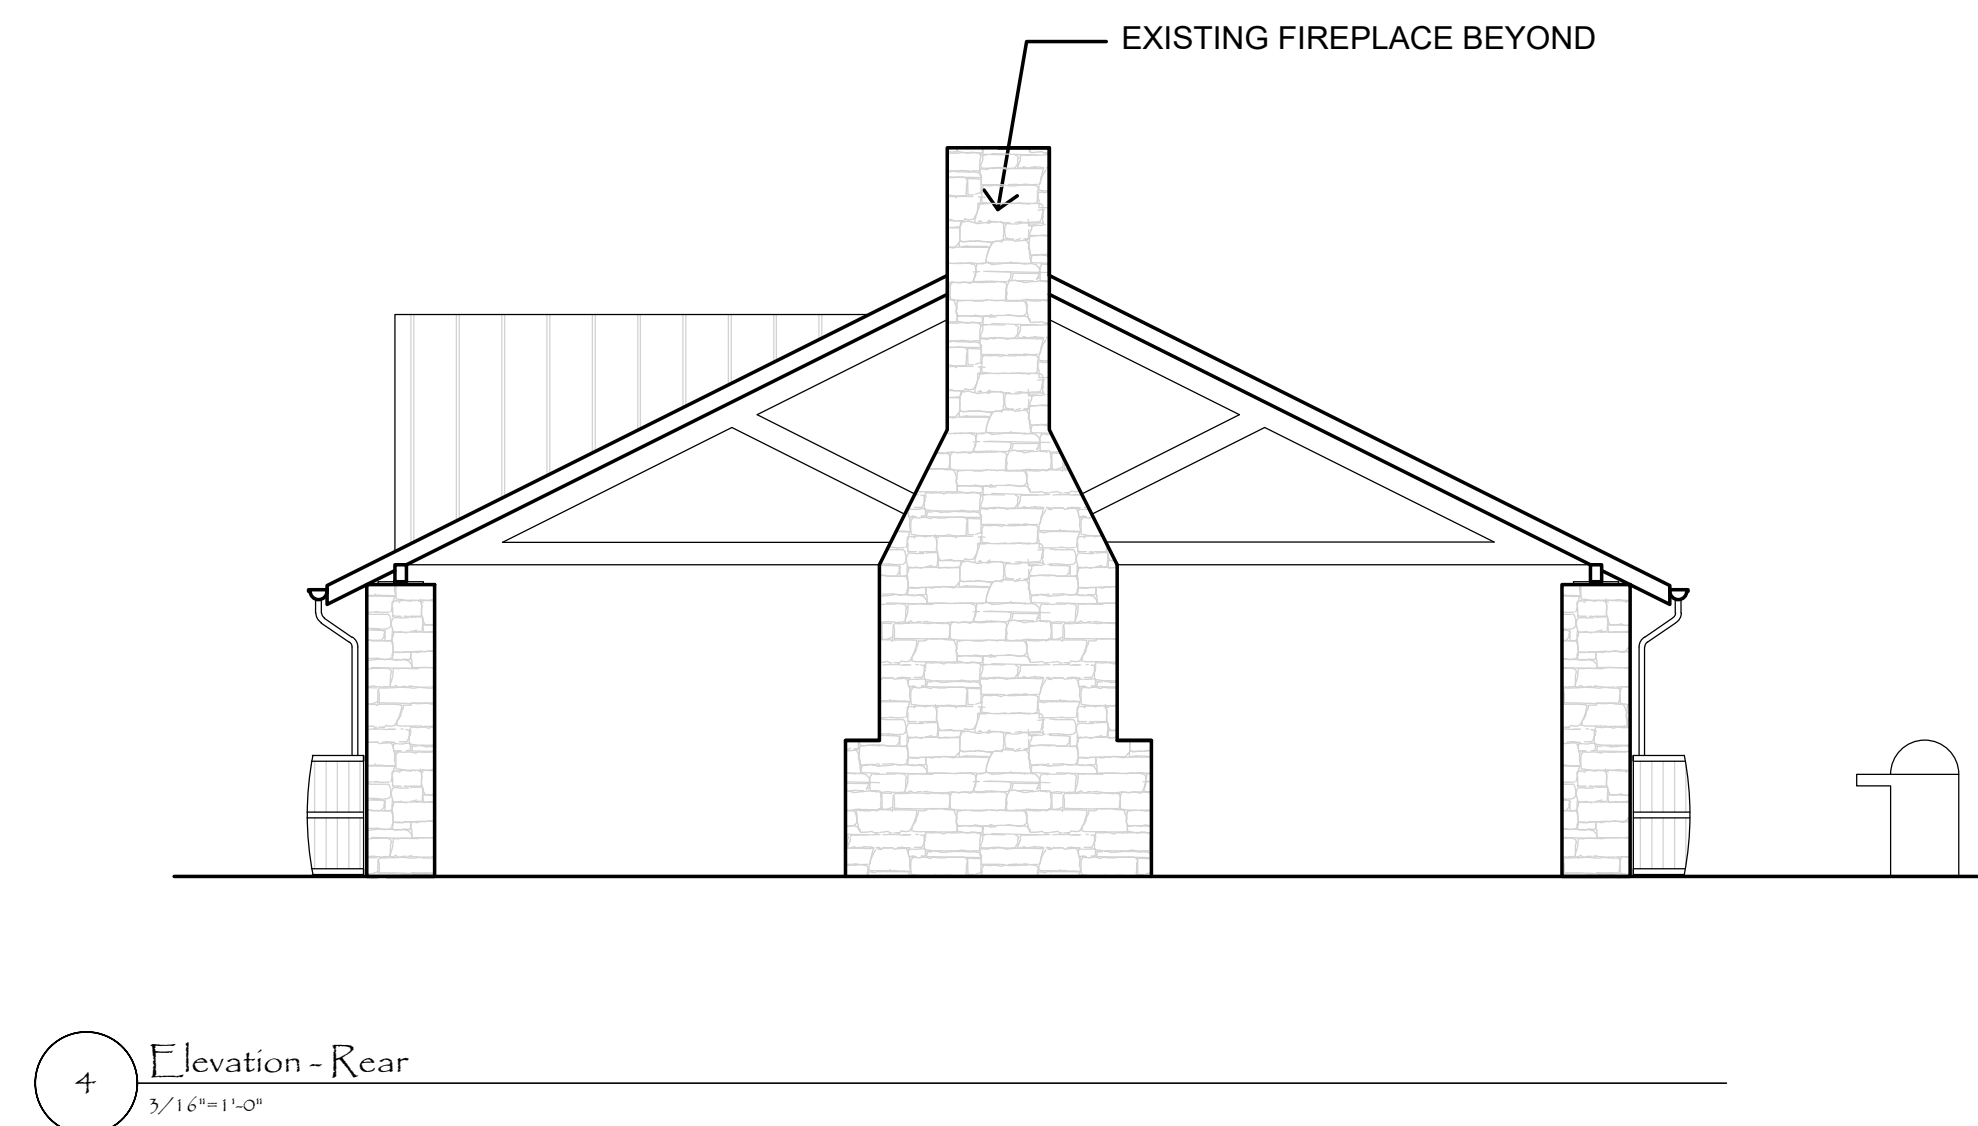 EXISTING FIREPLACE BEYOND
4
Elevation - Rear
3/16"=1'-0"